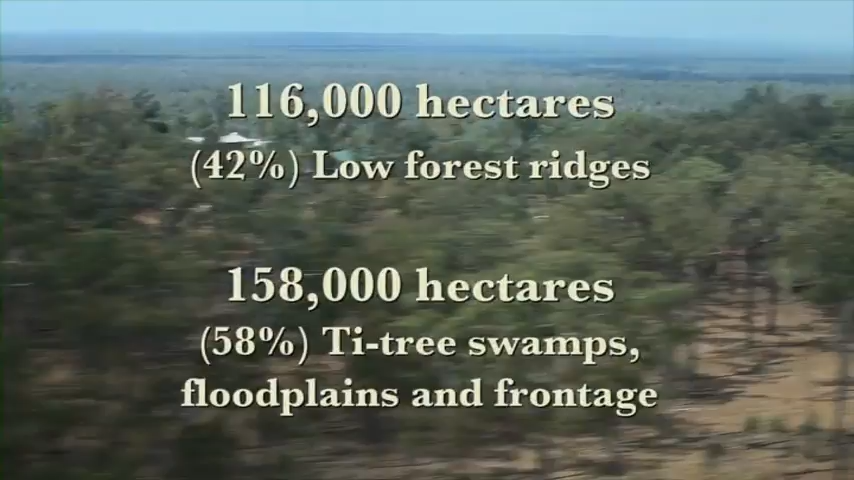 116,000 hectares
(42%) Low forest ridges
158,000 hectares
(58%) Ti-tree swamps,
floodplains and frontage